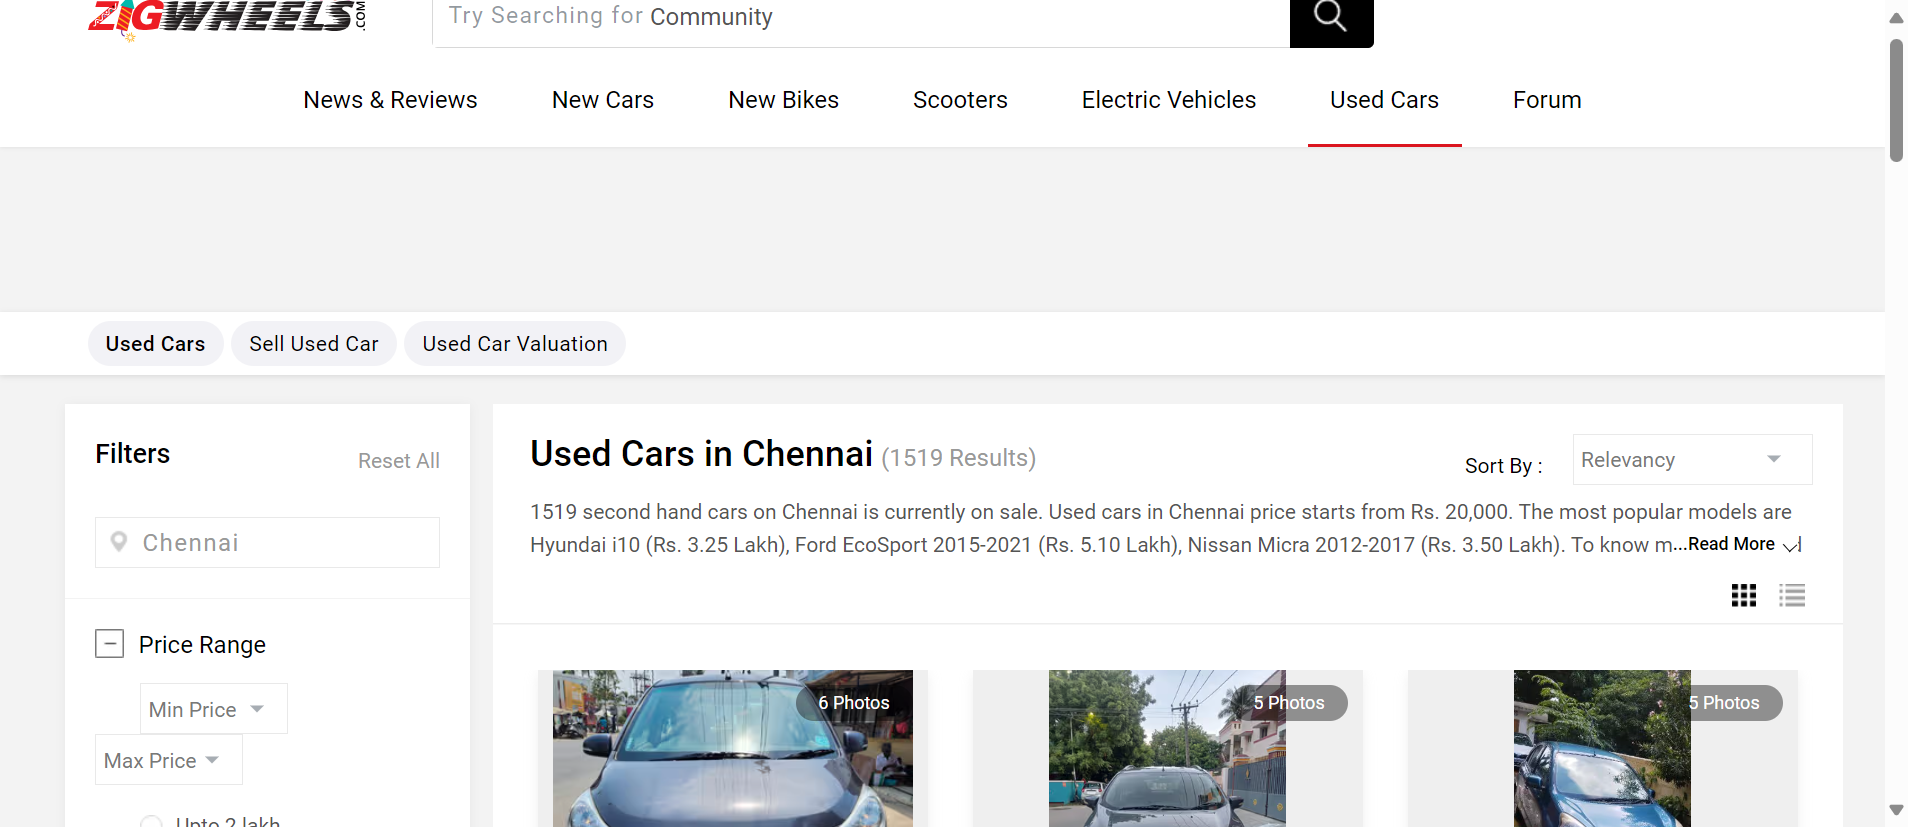 ZIGWHEELS.COM
Try Searching for Community
News & Reviews New Cars New Bikes Scooters Electric Vehicles Used Cars Forum
Used Cars Sell Used Car Used Car Valuation
Filters
Reset All
Chennai
Price Range
Min Price
Max Price
Upto 2 lakh
Used Cars in Chennai (1519 Results)
Sort By : Relevancy
1519 second hand cars on Chennai is currently on sale. Used cars in Chennai price starts from Rs. 20,000. The most popular models are
Hyundai i10 (Rs. 3.25 Lakh), Ford EcoSport 2015-2021 (Rs. 5.10 Lakh), Nissan Micra 2012-2017 (Rs. 3.50 Lakh). To know m...Read More
6 Photos 5 Photos 5 Photos